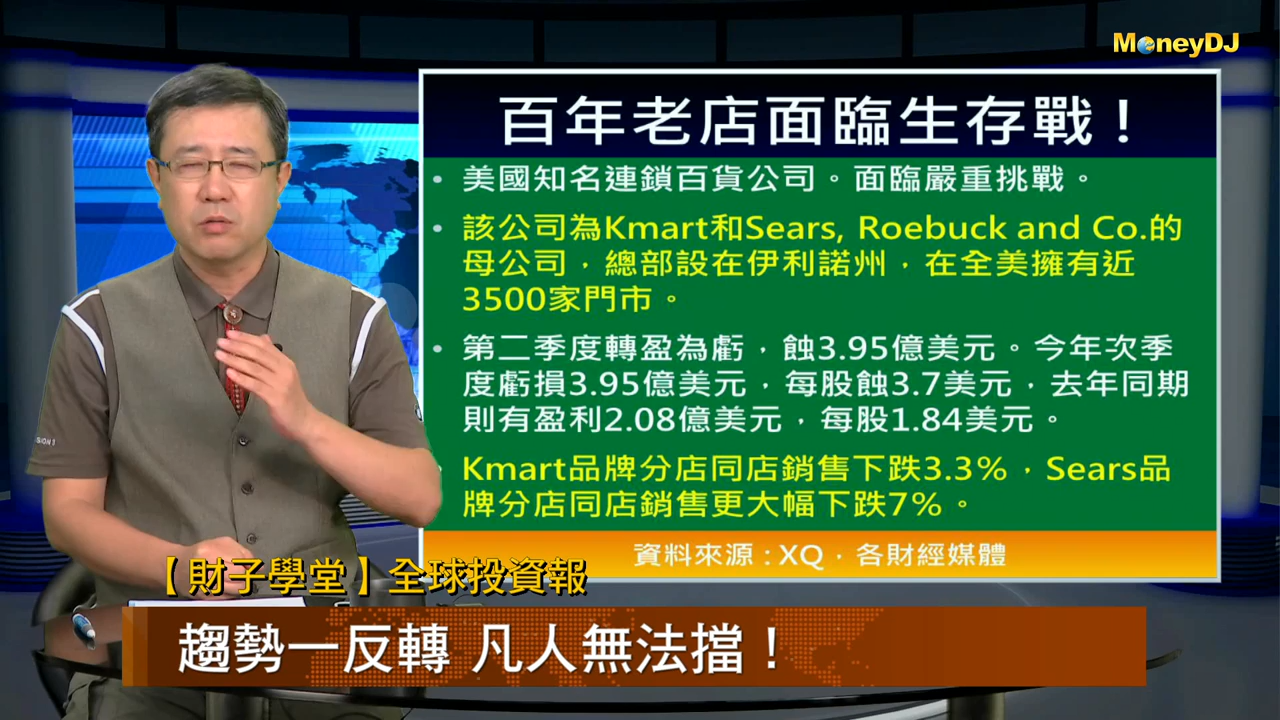 MoneyDJ
百年老店面臨生存戰！
• 美國知名連鎖百貨公司。面臨嚴重挑戰。
• 該公司為Kmart和Sears, Roebuck and Co.的
母公司，總部設在伊利諾州，在全美擁有近
3500家門市。
• 第二季度轉盈為虧，蝕3.95億美元。今年次季
度虧損3.95億美元，每股蝕3.7美元，去年同期
則有盈利2.08億美元，每股1.84美元。
Kmart品牌分店同店銷售下跌3.3%，Sears品
牌分店同店銷售更大幅下跌7%。
資料來源：XQ，各財經媒體
【財子學堂】全球投資報
趨勢一反轉 凡人無法擋！